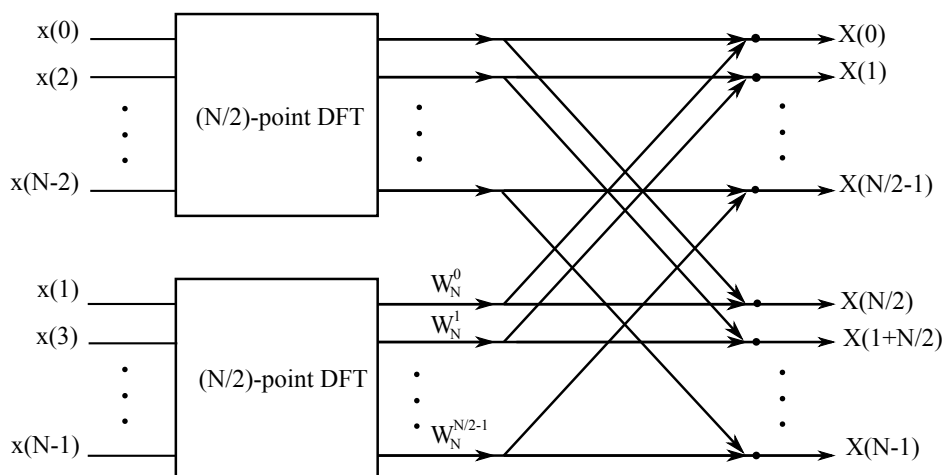 x(0)
x(2)
x(N-2)
(N/2)-point DFT
X(0)
X(1)
X(N/2-1)
x(1)
x(3)
x(N-1)
(N/2)-point DFT
W_N^0
W_N^1
W_N^{N/2-1}
X(N/2)
X(1+N/2)
X(N-1)